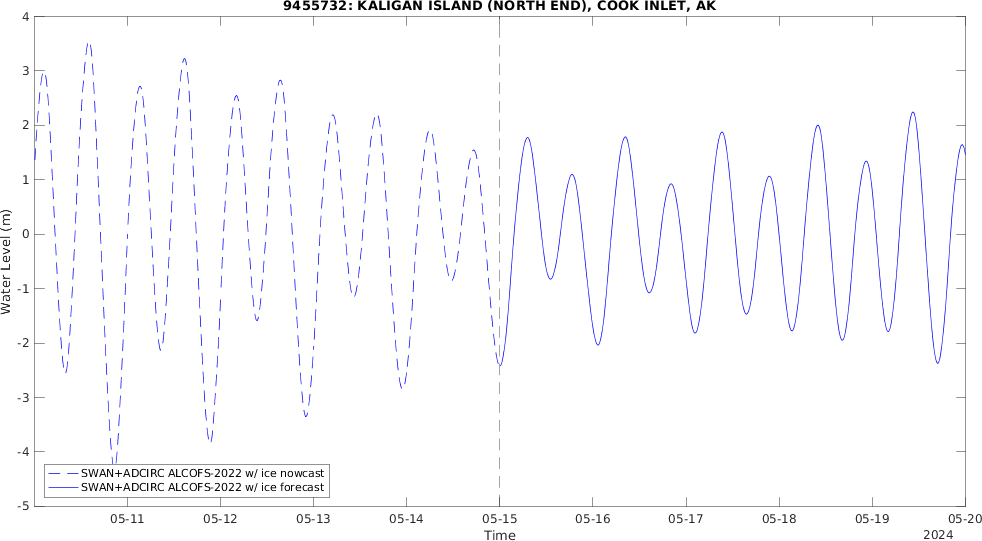 9455732: KALIGAN ISLAND (NORTH END), COOK INLET, AK
4
3
2
1
0
-1
-2
-3
-4
-5
Water Level (m)
SWAN+ADCIRC ALCOFS-2022 w/ ice nowcast
SWAN+ADCIRC ALCOFS-2022 w/ ice forecast
05-11 05-12 05-13 05-14 05-15 05-16 05-17 05-18 05-19 05-20
Time
2024